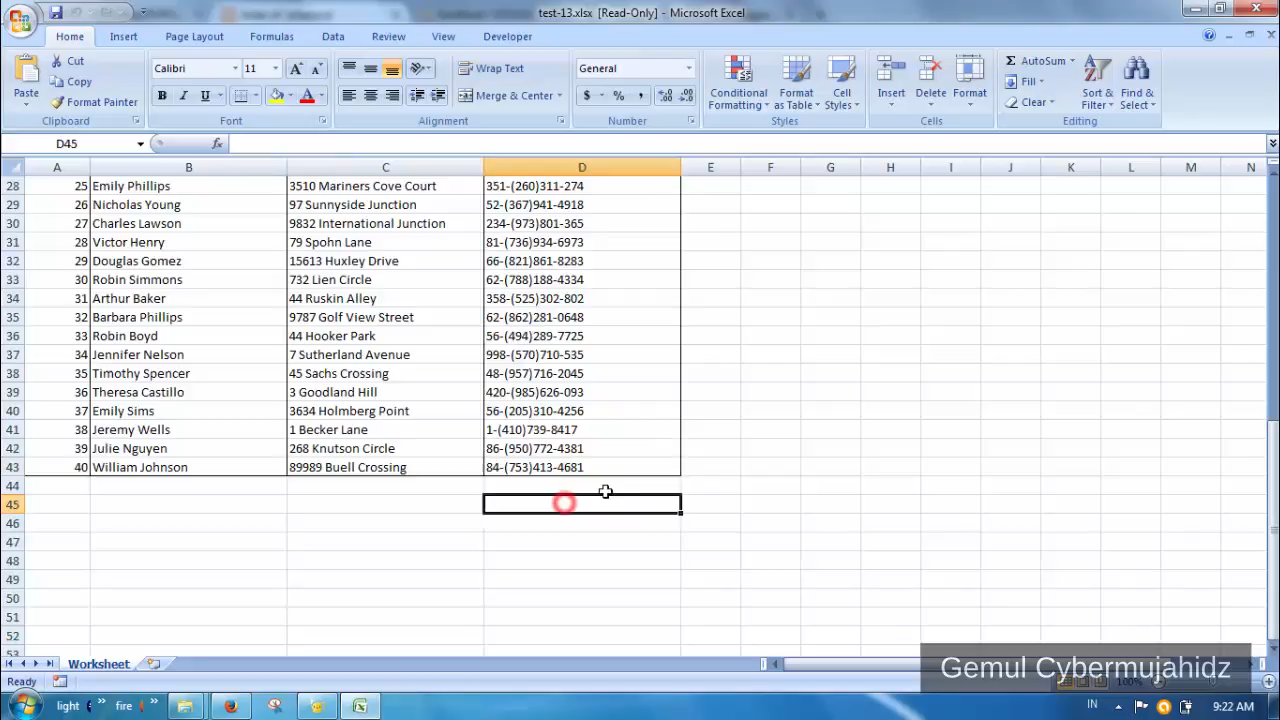 test-13.xlsx [Read-Only] - Microsoft Excel
Home Insert Page Layout Formulas Data Review View Developer
Paste Cut Copy Format Painter Clipboard
Calibri 11 B I U A A A Font
Wrap Text Merge & Center Alignment
General $ % , Number
Conditional Formatting Format as Table Cell Styles Styles
Insert Delete Format Cells
AutoSum Fill Clear Sort & Filter Find & Select Editing
D45 fx
A B C D E F G H I J K L M N
28 25 Emily Phillips 3510 Mariners Cove Court 351-(260)311-274
29 26 Nicholas Young 97 Sunnyside Junction 52-(367)941-4918
30 27 Charles Lawson 9832 International Junction 234-(973)801-365
31 28 Victor Henry 79 Spohn Lane 81-(736)934-6973
32 29 Douglas Gomez 15613 Huxley Drive 66-(821)861-8283
33 30 Robin Simmons 732 Lien Circle 62-(788)188-4334
34 31 Arthur Baker 44 Ruskin Alley 358-(525)302-802
35 32 Barbara Phillips 9787 Golf View Street 62-(862)281-0648
36 33 Robin Boyd 44 Hooker Park 56-(494)289-7725
37 34 Jennifer Nelson 7 Sutherland Avenue 998-(570)710-535
38 35 Timothy Spencer 45 Sachs Crossing 48-(957)716-2045
39 36 Theresa Castillo 3 Goodland Hill 420-(985)626-093
40 37 Emily Sims 3634 Holmberg Point 56-(205)310-4256
41 38 Jeremy Wells 1 Becker Lane 1-(410)739-8417
42 39 Julie Nguyen 268 Knutson Circle 86-(950)772-4381
43 40 William Johnson 89989 Buell Crossing 84-(753)413-4681
44
45
46
47
48
49
50
51
52
53
Worksheet
Gemul Cybermujahidz
Ready 100%
light fire IN 9:22 AM